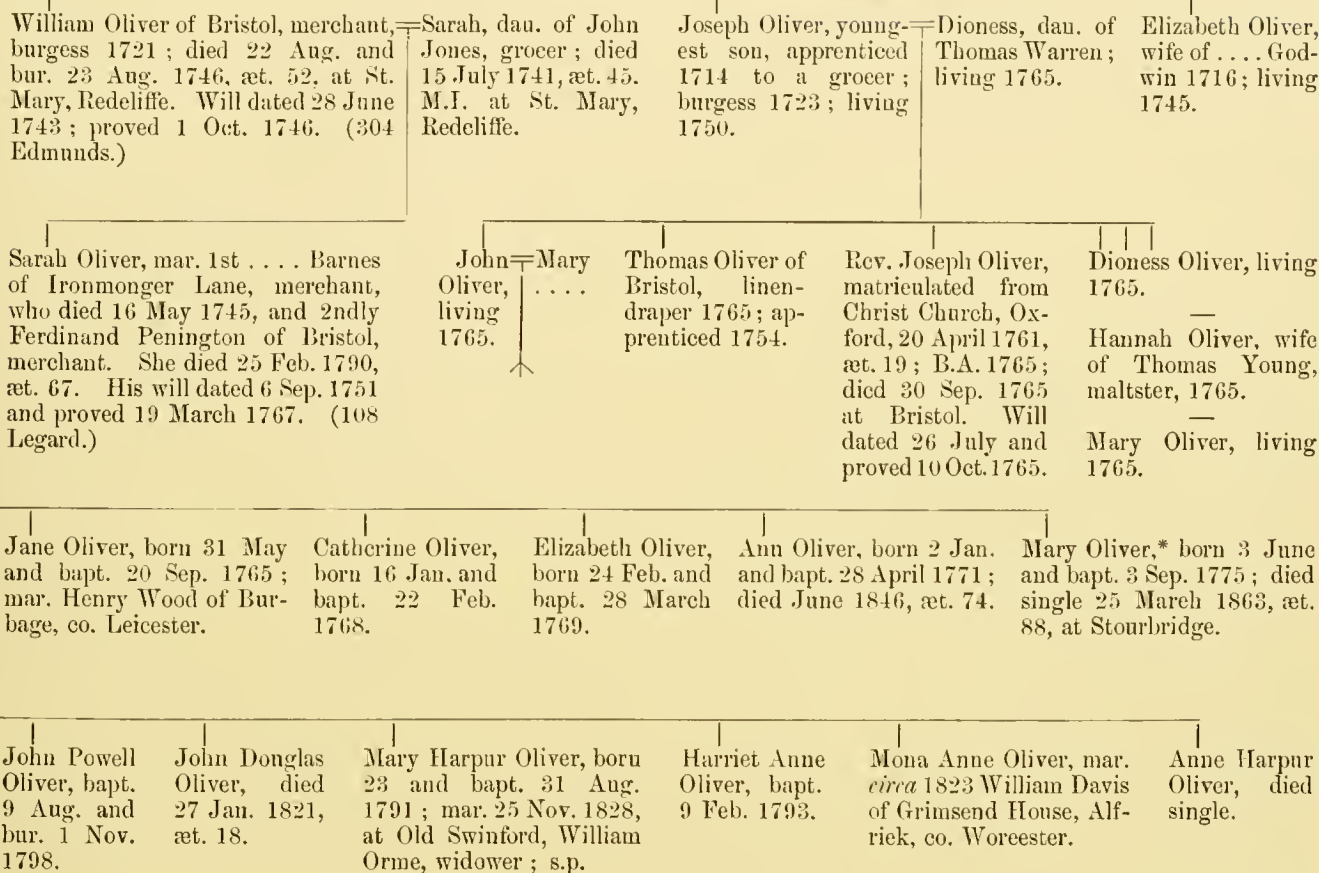 William Oliver of Bristol, merchant,
burgess 1721 ; died 22 Aug. and
bur. 23 Aug. 1746, æt. 52, at St.
Mary, Redcliffe. Will dated 28 June
1743 ; proved 1 Oct. 1746. (304
Edmunds.)
Sarah, dau. of John
Jones, grocer ; died
15 July 1741, æt. 45.
M.I. at St. Mary,
Redcliffe.
Joseph Oliver, young-
est son, apprenticed
1714 to a grocer ;
burgess 1723 ; living
1750.
Dioness, dau. of
Thomas Warren ;
living 1765.
Elizabeth Oliver,
wife of . . . . God-
win 1716 ; living
1745.
Sarah Oliver, mar. 1st . . . . Barnes
of Ironmonger Lane, merchant,
who died 16 May 1745, and 2ndly
Ferdinand Penington of Bristol,
merchant. She died 25 Feb. 1790,
æt. 67. His will dated 6 Sep. 1751
and proved 19 March 1767. (108
Legard.)
John
Oliver,
living
1765.
Mary
. . . .
Thomas Oliver of
Bristol, linen-
draper 1765 ; ap-
prenticed 1754.
Rev. Joseph Oliver,
matriculated from
Christ Church, Ox-
ford, 20 April 1761,
æt. 19 ; B.A. 1765 ;
died 30 Sep. 1765
at Bristol. Will
dated 26 July and
proved 10 Oct. 1765.
Dioness Oliver, living
1765.
—
Hannah Oliver, wife
of Thomas Young,
maltster, 1765.
—
Mary Oliver, living
1765.
Jane Oliver, born 31 May
and bapt. 20 Sep. 1765 ;
mar. Henry Wood of Bur-
bage, co. Leicester.
Catherine Oliver,
born 16 Jan. and
bapt. 22 Feb.
1768.
Elizabeth Oliver,
born 24 Feb. and
bapt. 28 March
1769.
Ann Oliver, born 2 Jan.
and bapt. 28 April 1771 ;
died June 1846, æt. 74.
Mary Oliver,* born 3 June
and bapt. 3 Sep. 1775 ; died
single 25 March 1863, æt.
88, at Stourbridge.
John Powell
Oliver, bapt.
9 Aug. and
bur. 1 Nov.
1798.
John Donglas
Oliver, died
27 Jan. 1821,
æt. 18.
Mary Harpur Oliver, born
23 and bapt. 31 Aug.
1791 ; mar. 25 Nov. 1828,
at Old Swinford, William
Orme, widower ; s.p.
Harriet Anne
Oliver, bapt.
9 Feb. 1793.
Mona Anne Oliver, mar.
circa 1823 William Davis
of Grimsend House, Alf-
rick, co. Worcester.
Anne Harpur
Oliver, died
single.